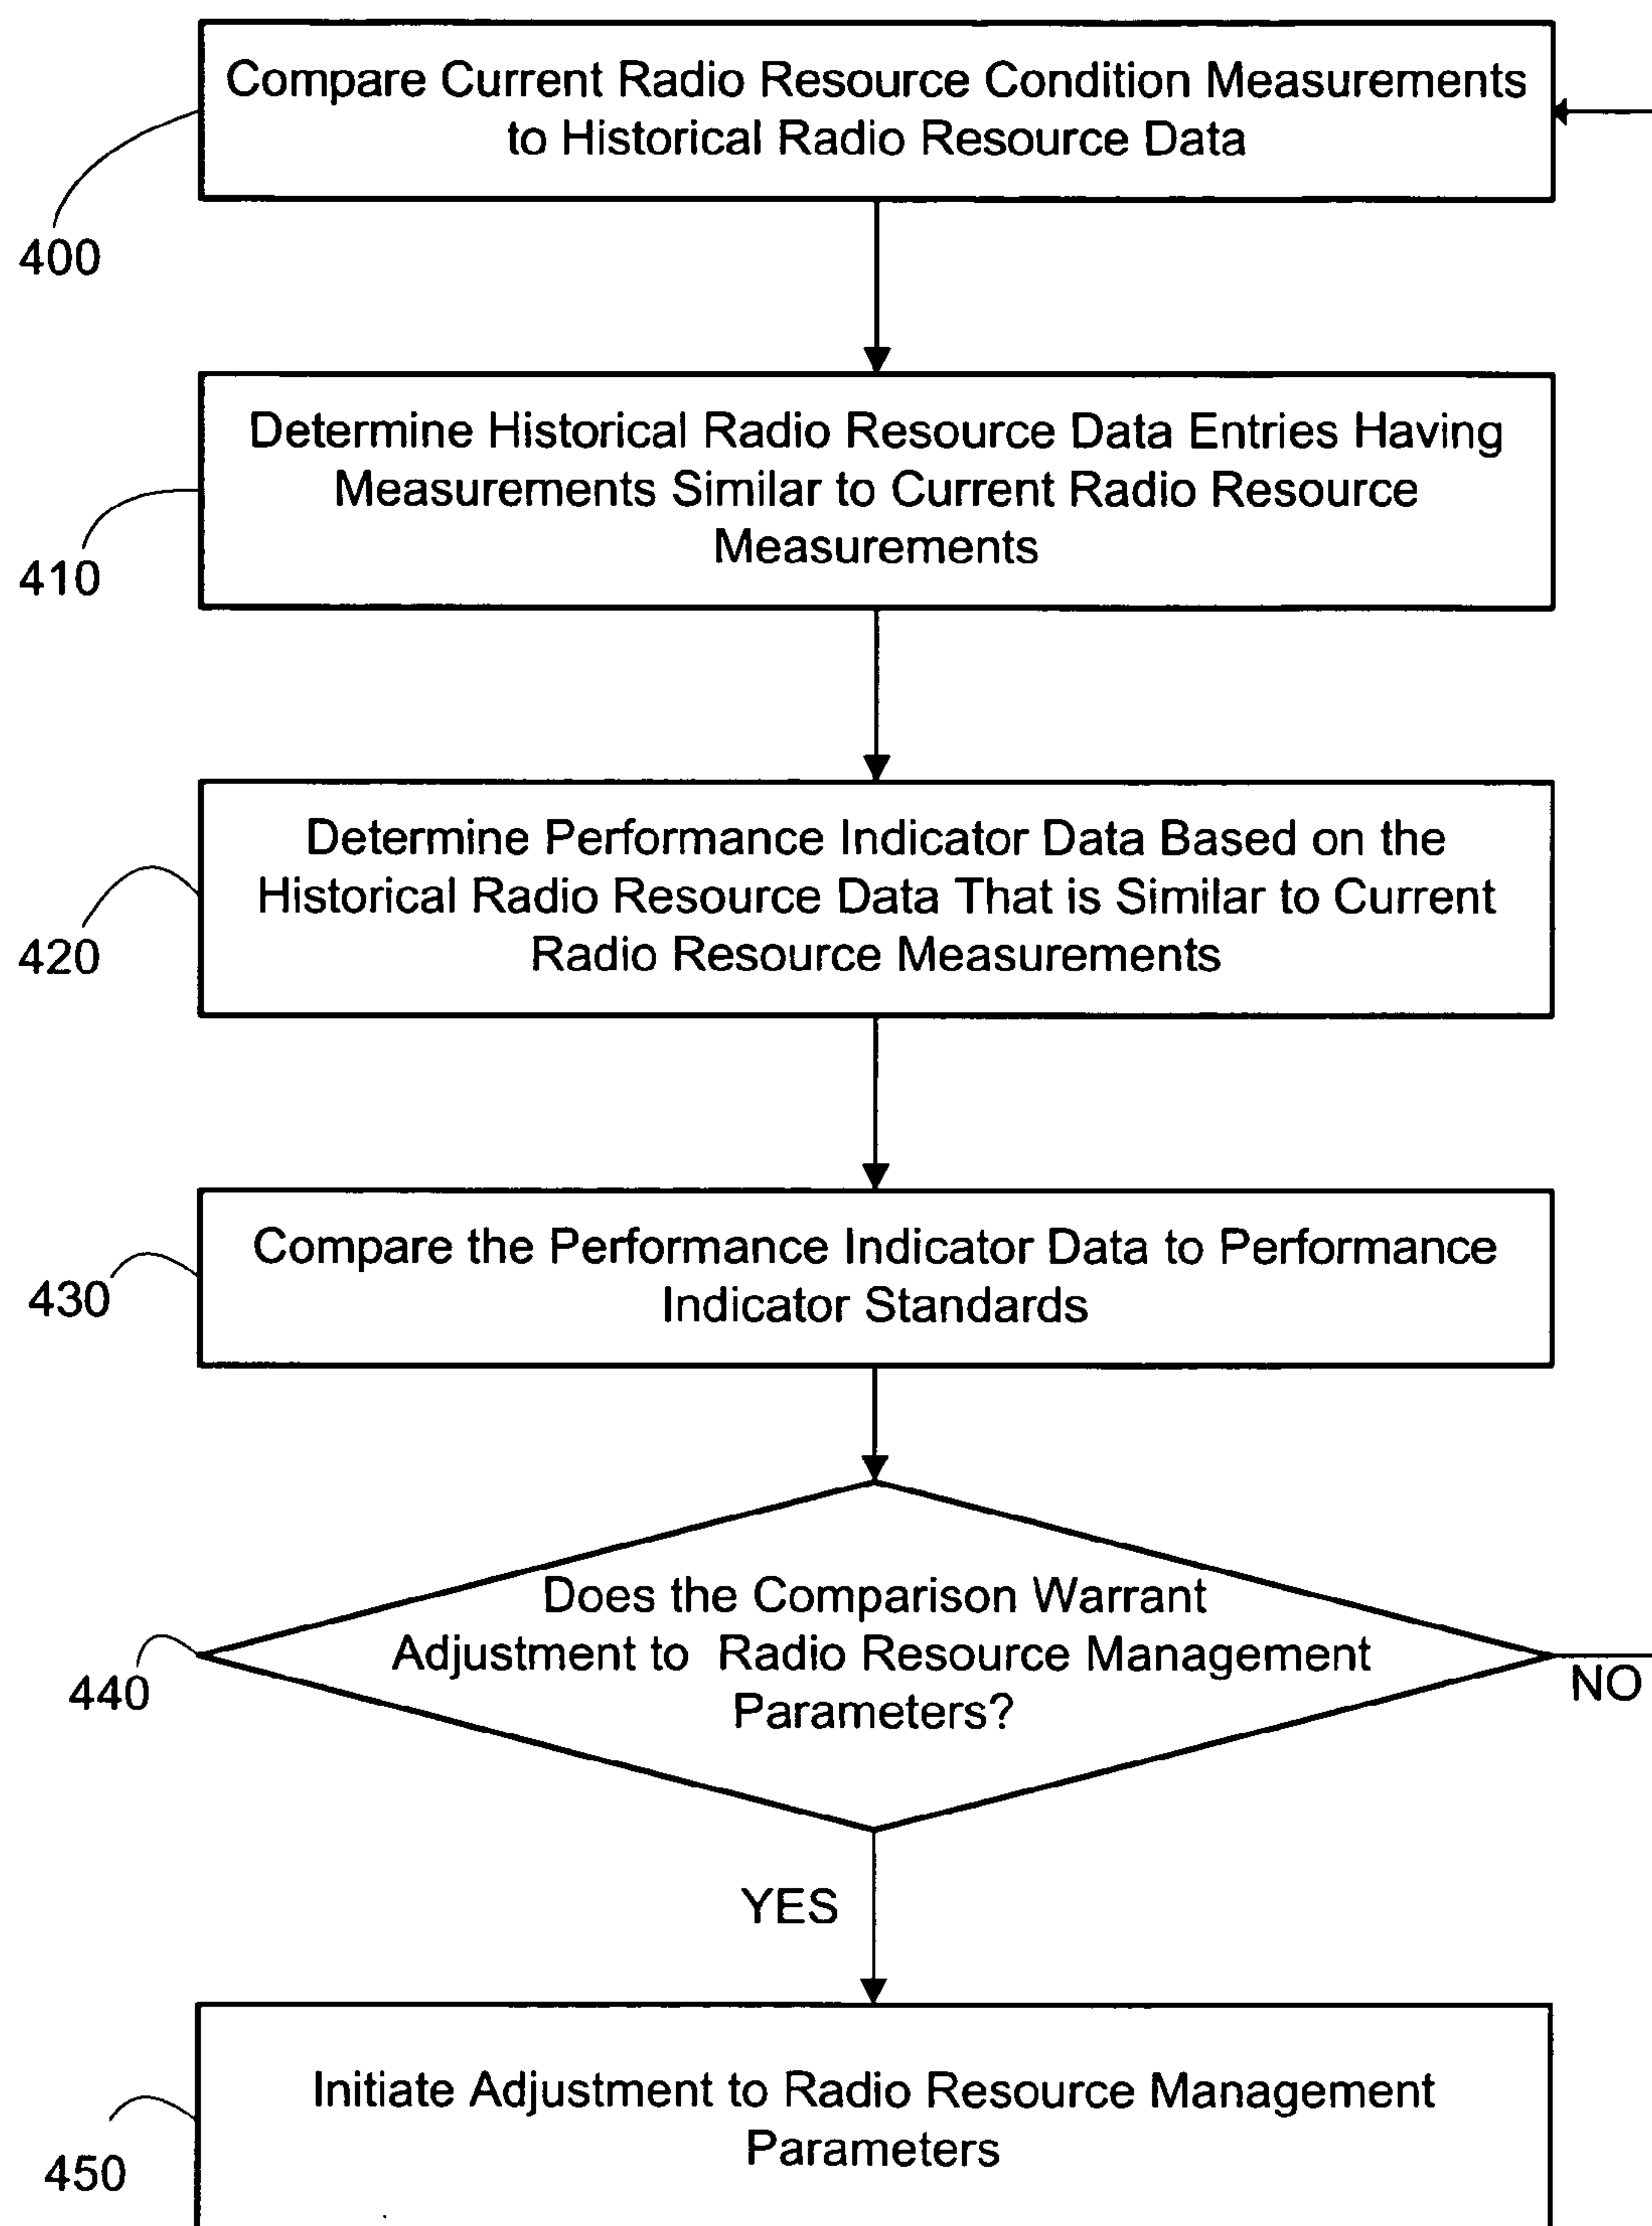 Compare Current Radio Resource Condition Measurements
to Historical Radio Resource Data
400
Determine Historical Radio Resource Data Entries Having
Measurements Similar to Current Radio Resource
Measurements
410
Determine Performance Indicator Data Based on the
Historical Radio Resource Data That is Similar to Current
Radio Resource Measurements
420
Compare the Performance Indicator Data to Performance
Indicator Standards
430
Does the Comparison Warrant
Adjustment to Radio Resource Management
Parameters?
440
NO
YES
Initiate Adjustment to Radio Resource Management
Parameters
450